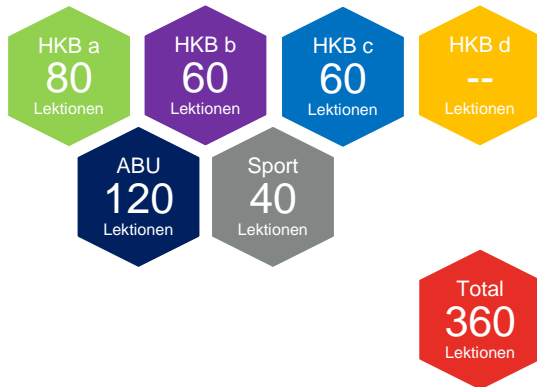 HKB a
80
Lektionen
HKB b
60
Lektionen
HKB c
60
Lektionen
HKB d
--
Lektionen
ABU
120
Lektionen
Sport
40
Lektionen
Total
360
Lektionen